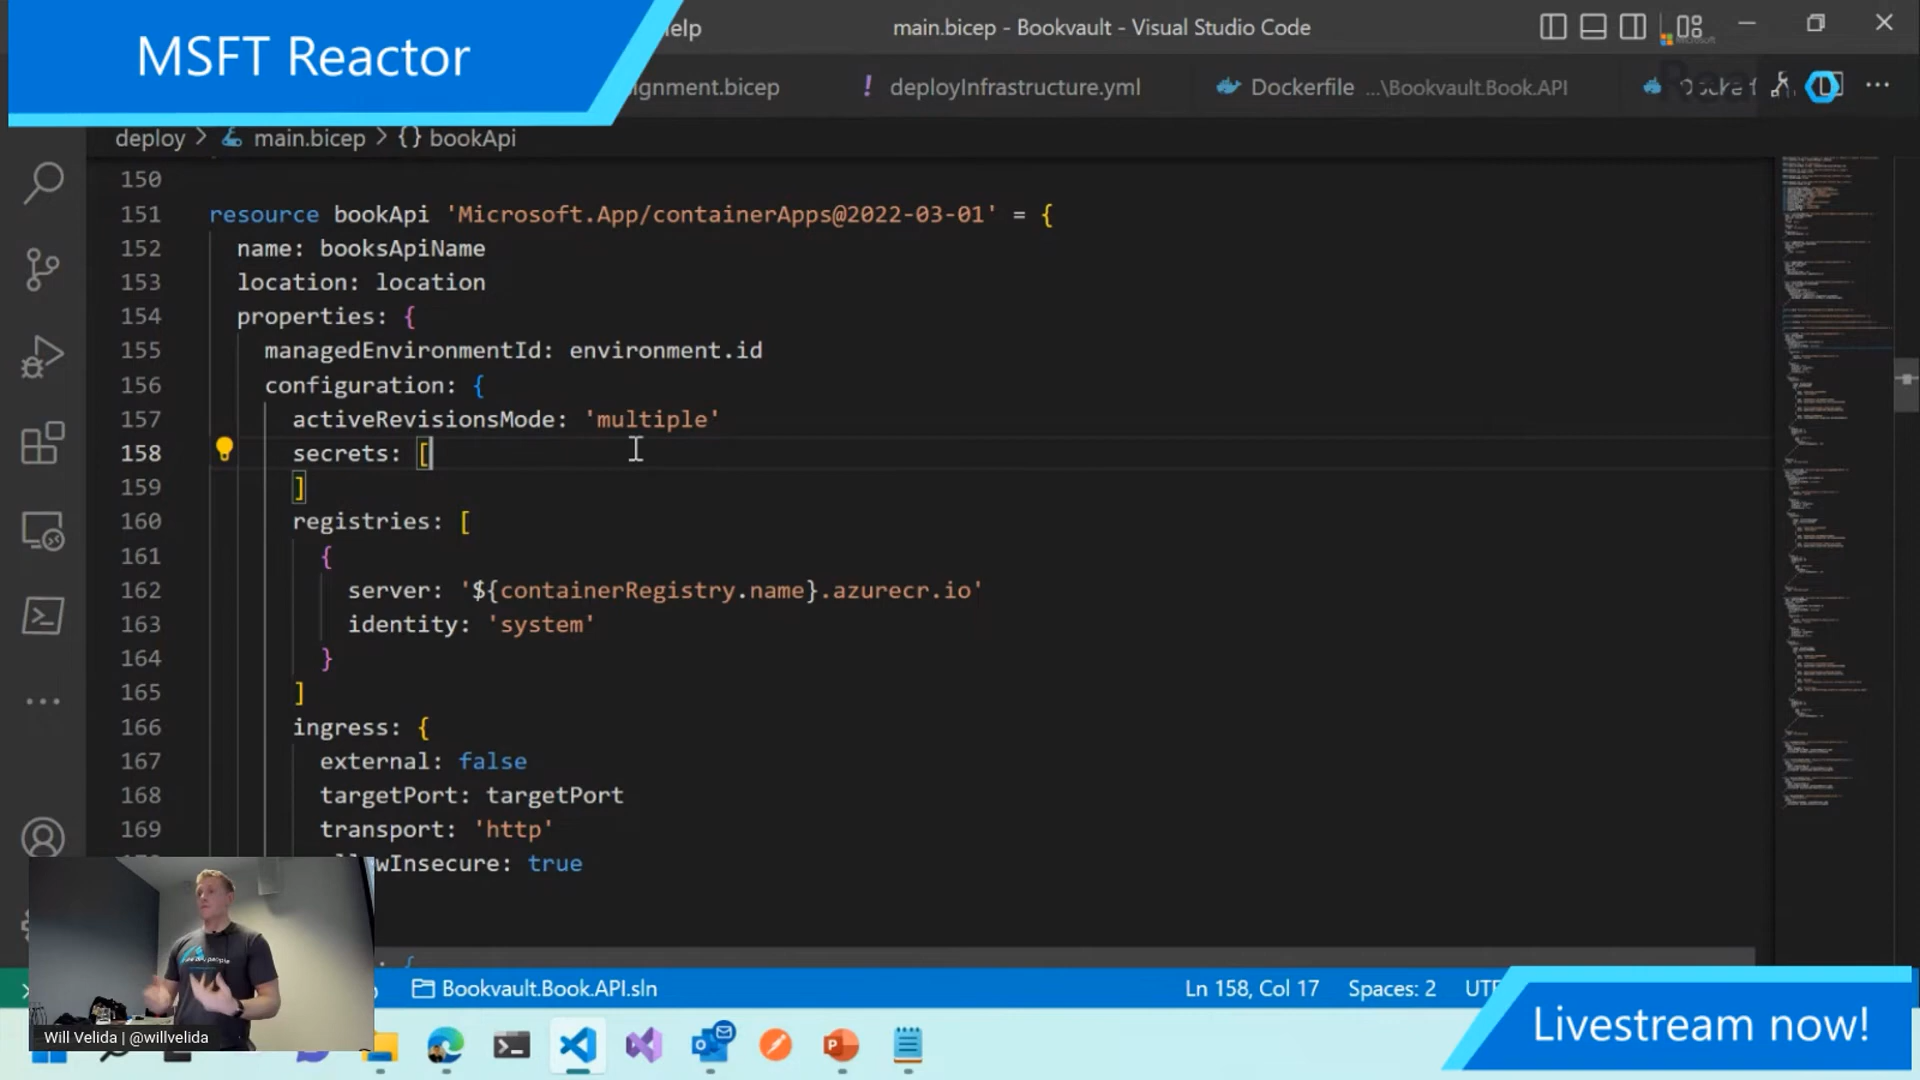 MSFT Reactor
elp
main.bicep - Bookvault - Visual Studio Code
Microsoft
ignment.bicep
! deployInfrastructure.yml
Dockerfile ...\Bookvault.Book.API
deploy > main.bicep > {} bookApi
150
151 resource bookApi 'Microsoft.App/containerApps@2022-03-01' = {
152 name: booksApiName
153 location: location
154 properties: {
155 managedEnvironmentId: environment.id
156 configuration: {
157 activeRevisionsMode: 'multiple'
158 secrets: [
159 ]
160 registries: [
161 {
162 server: '${containerRegistry.name}.azurecr.io'
163 identity: 'system'
164 }
165 ]
166 ingress: {
167 external: false
168 targetPort: targetPort
169 transport: 'http'
wInsecure: true
: {
Bookvault.Book.API.sln
Ln 158, Col 17
Spaces: 2
UT
Will Velida | @willvelida
Livestream now!